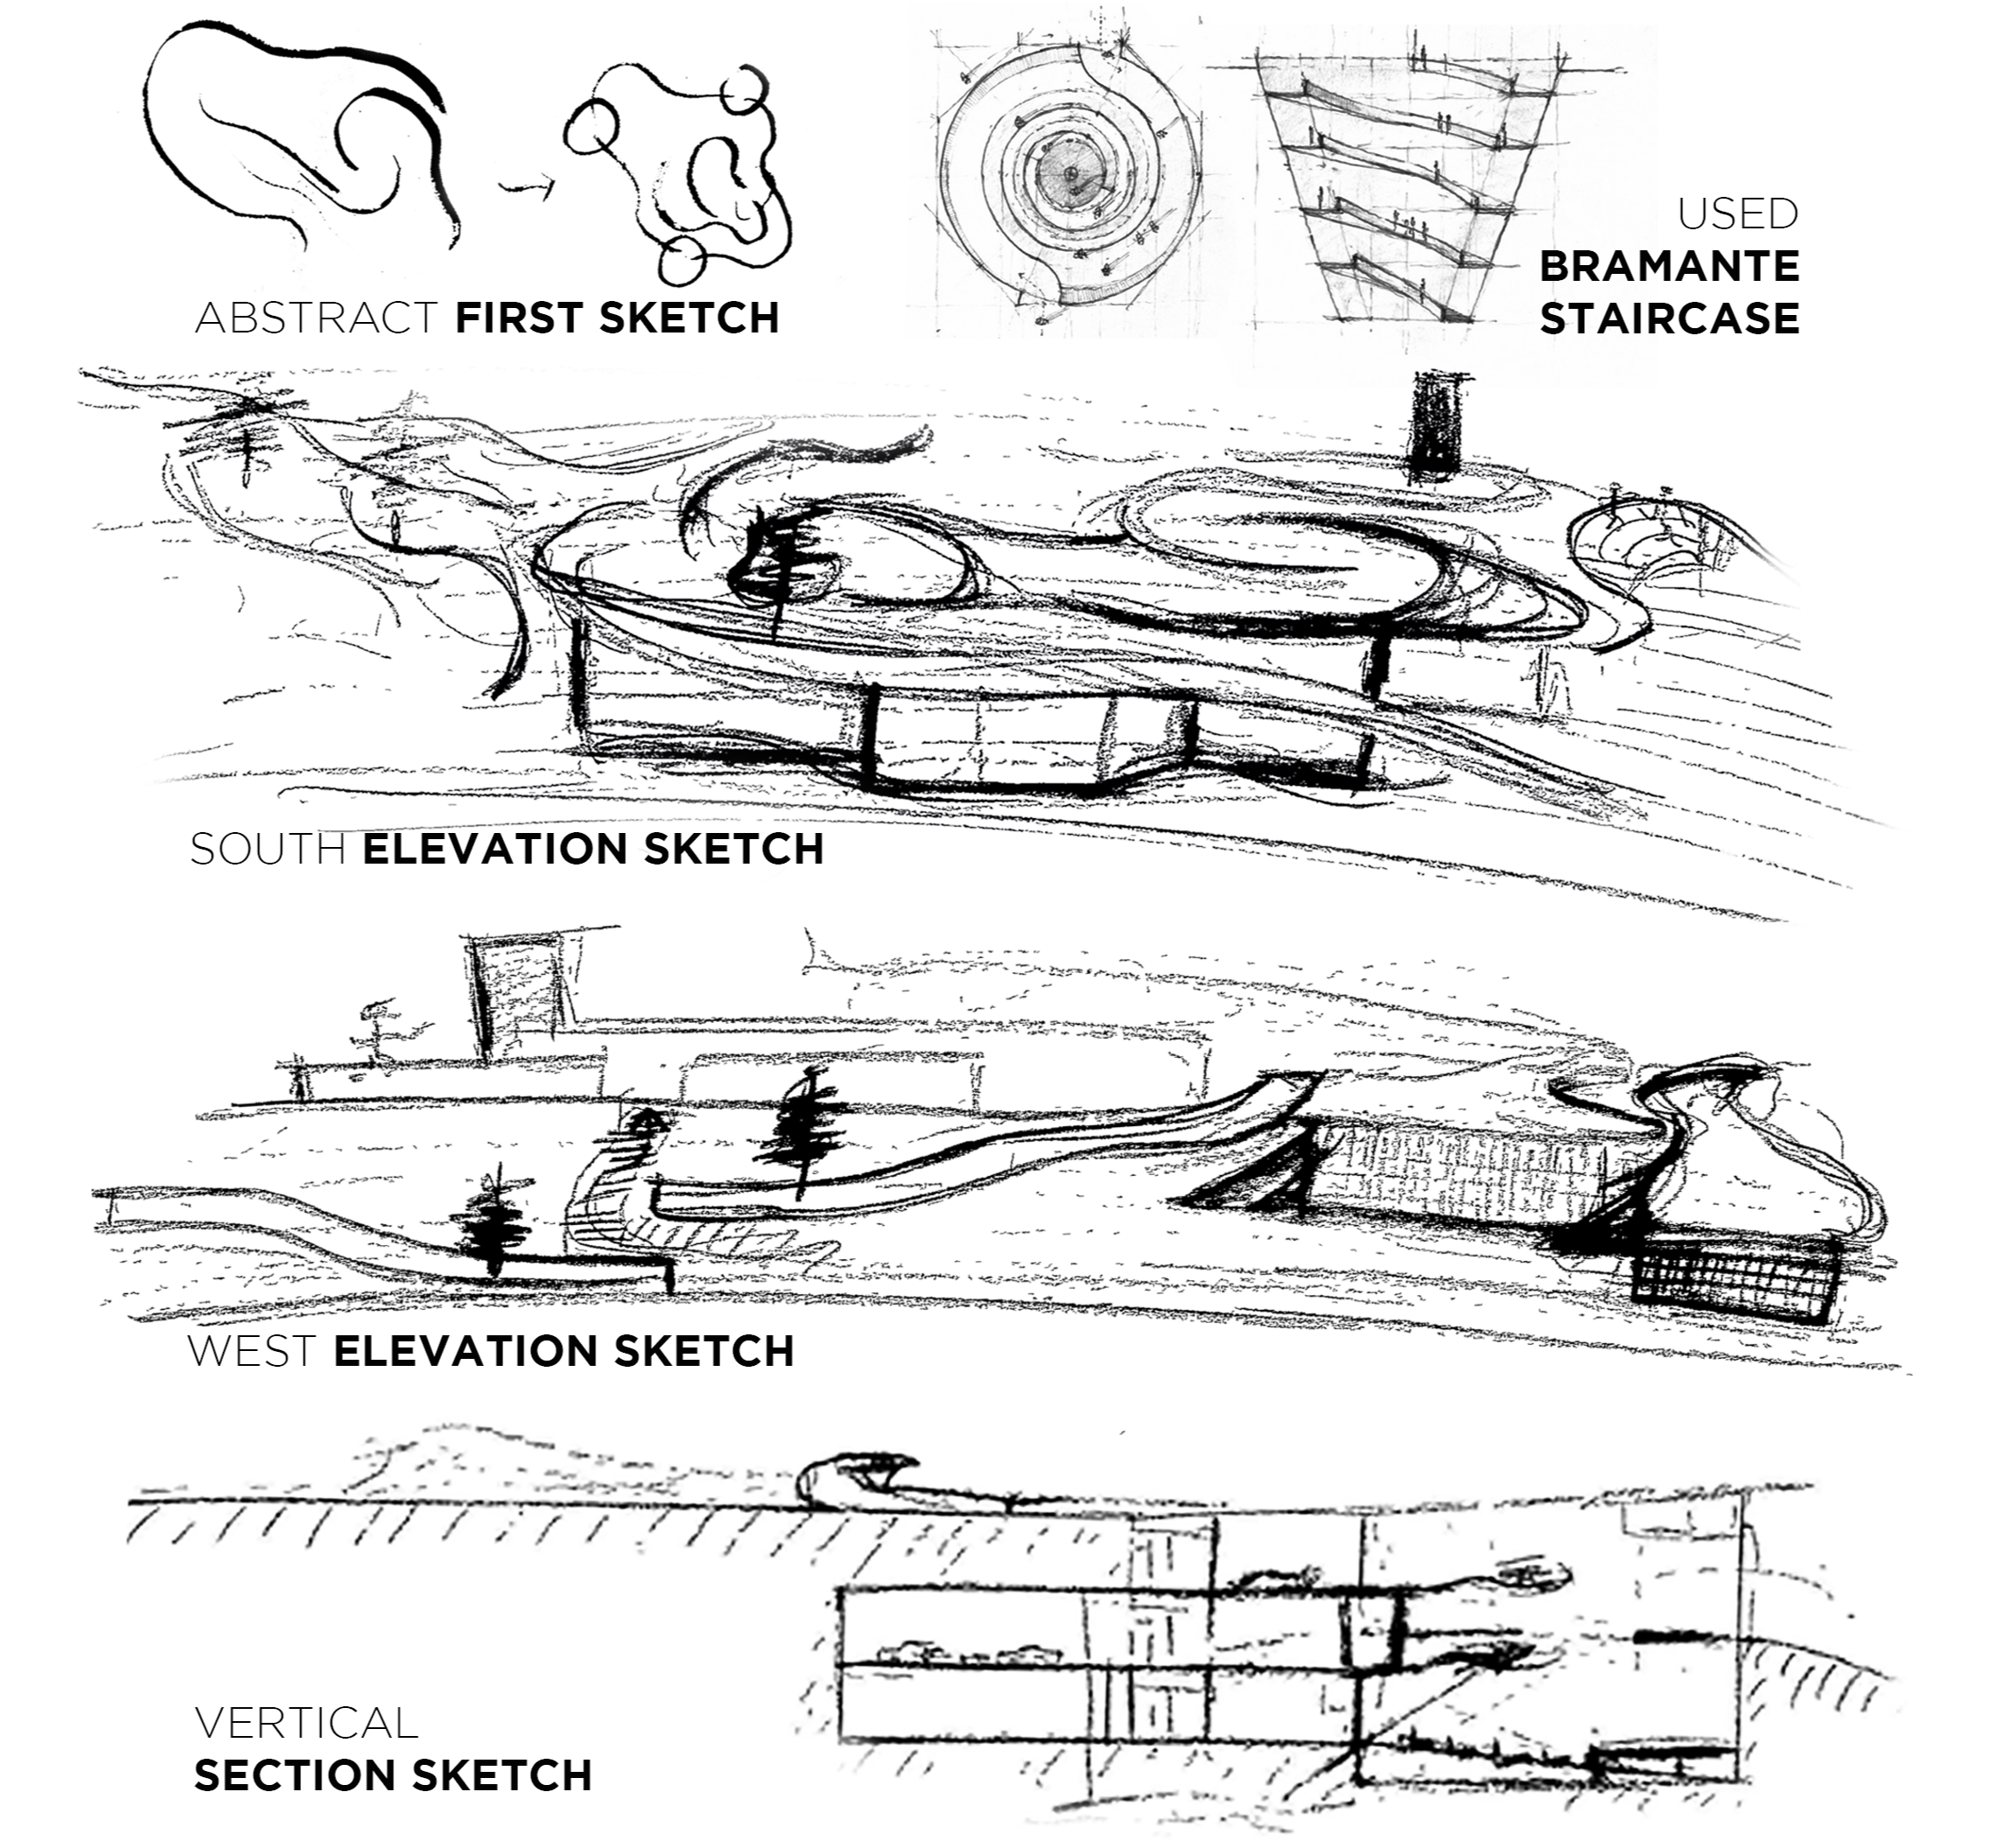 USED
BRAMANTE
STAIRCASE
ABSTRACT FIRST SKETCH
SOUTH ELEVATION SKETCH
WEST ELEVATION SKETCH
VERTICAL
SECTION SKETCH